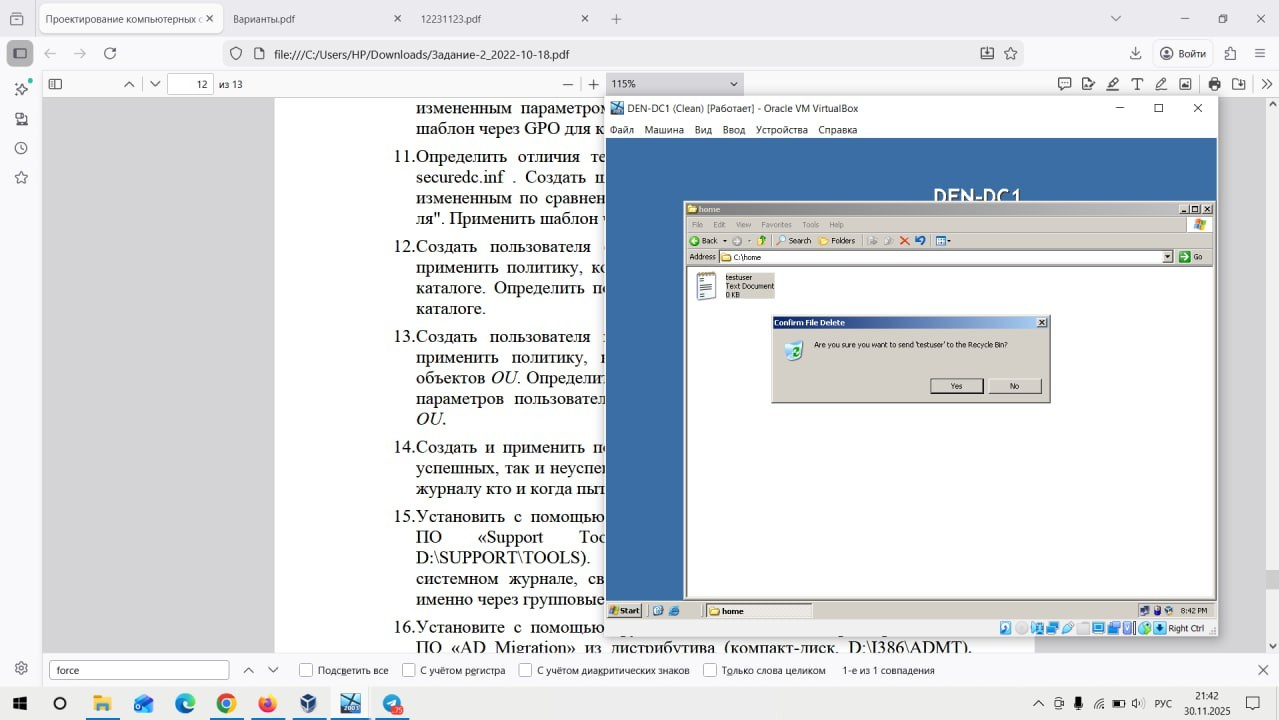 Проектирование компьютерных с
Варианты.pdf
12231123.pdf
file:///C:/Users/HP/Downloads/Задание-2_2022-10-18.pdf
Войти
12 из 13
115%
измененным параметром
шаблон через GPO для к
11.Определить отличия те
securedc.inf . Создать ш
измененным по сравнен
ля". Применить шаблон ч
12.Создать пользователя
применить политику, ко
каталоге. Определить по
каталоге.
13.Создать пользователя
применить политику,
объектов OU. Определит
параметров пользовател
OU.
14.Создать и применить по
успешных, так и неуспе
журналу кто и когда пыт
15.Установить с помощью
ПО «Support Too
D:\SUPPORT\TOOLS).
системном журнале, св
именно через групповые
16.Установите с помощью
ПО «AD Migration» из дистрибутива (компакт-диск, D:\I386\ADMT).
DEN-DC1 (Clean) [Работает] - Oracle VM VirtualBox
Файл Машина Вид Ввод Устройства Справка
DEN-DC1
home
File Edit View Favorites Tools Help
Back Search Folders
Address C:\home Go
testuser
Text Document
0 KB
Confirm File Delete
Are you sure you want to send 'testuser' to the Recycle Bin?
Yes No
Start home 8:42 PM
Right Ctrl
force Подсветить все С учётом регистра С учётом диакритических знаков Только слова целиком 1-е из 1 совпадения
РУС
21:42
30.11.2025